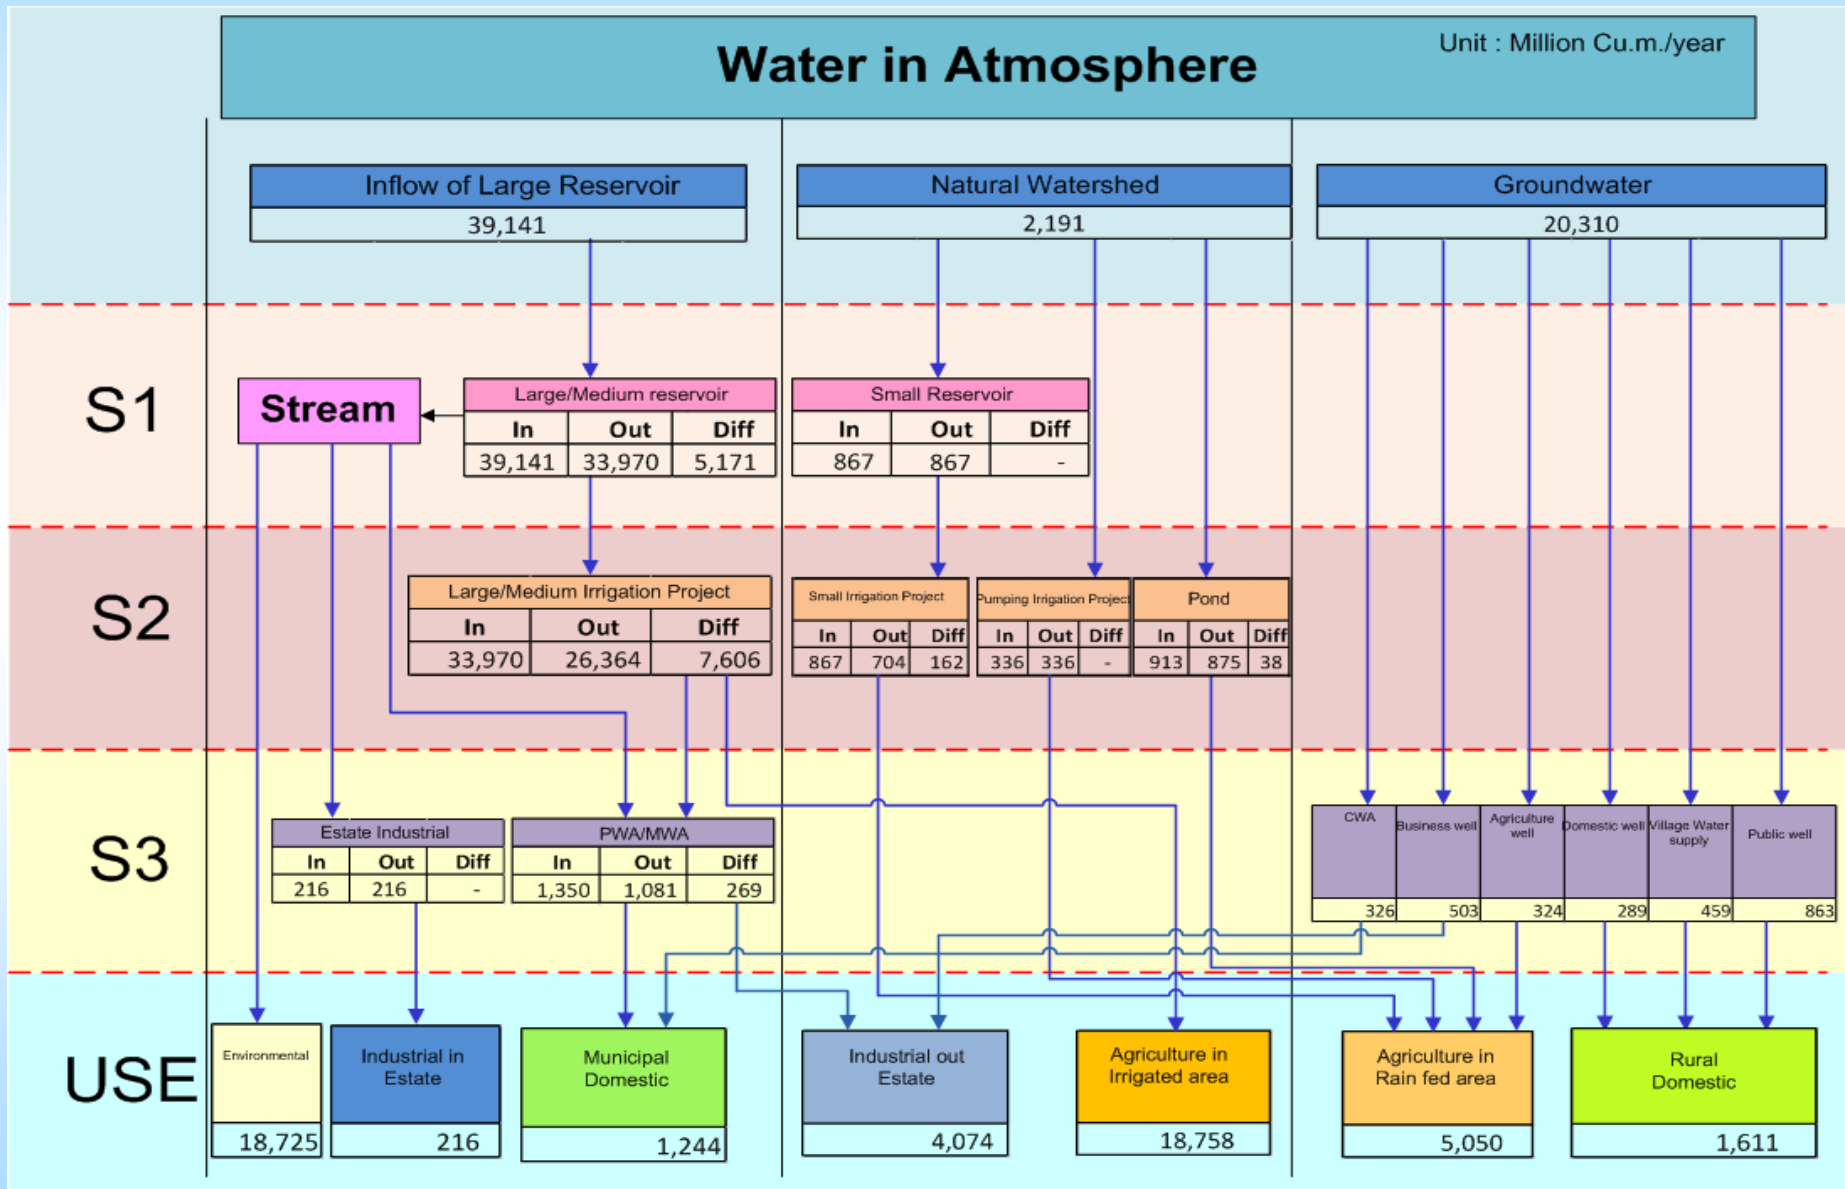 Water in Atmosphere
Unit : Million Cu.m./year
Inflow of Large Reservoir
39,141
Natural Watershed
2,191
Groundwater
20,310
S1
Stream
Large/Medium reservoir
In Out Diff
39,141 33,970 5,171
Small Reservoir
In Out Diff
867 867 -
S2
Large/Medium Irrigation Project
In Out Diff
33,970 26,364 7,606
Small Irrigation Project
In Out Diff
867 704 162
Pumping Irrigation Project
In Out Diff
336 336 -
Pond
In Out Diff
913 875 38
S3
Estate Industrial
In Out Diff
216 216 -
PWA/MWA
In Out Diff
1,350 1,081 269
CWA
326
Business well
503
Agriculture
well
324
Domestic well
289
Village Water
supply
459
Public well
863
USE
Environmental
18,725
Industrial in
Estate
216
Municipal
Domestic
1,244
Industrial out
Estate
4,074
Agriculture in
Irrigated area
18,758
Agriculture in
Rain fed area
5,050
Rural
Domestic
1,611